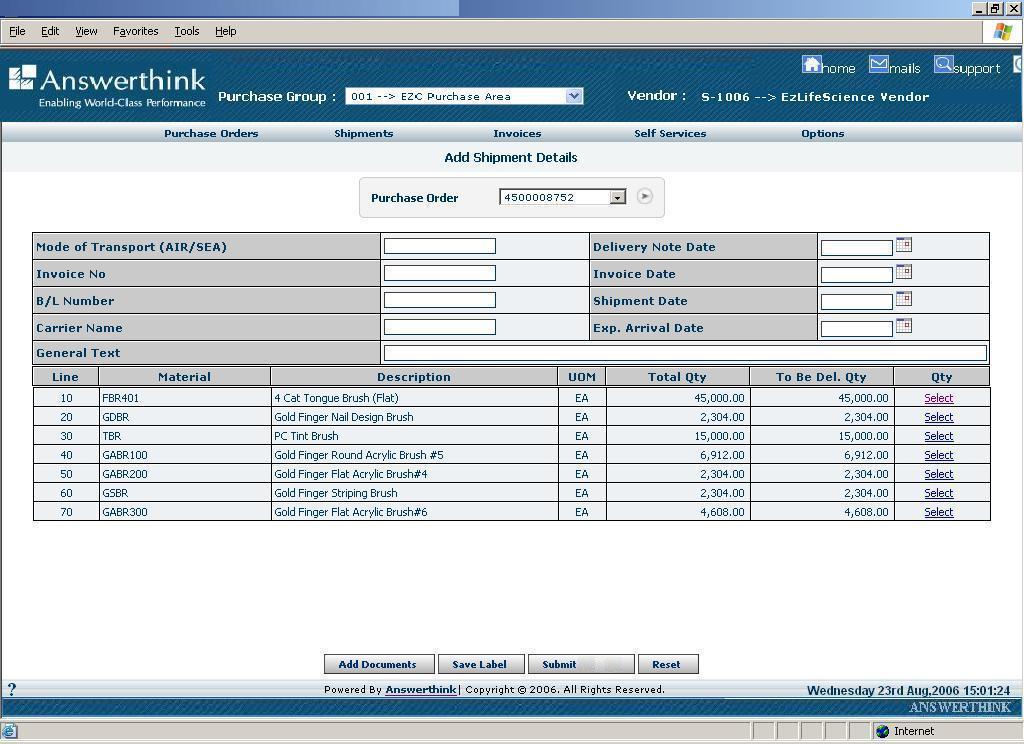 File Edit View Favorites Tools Help
Answerthink
Enabling World-Class Performance
home mails support
Purchase Group : 001 --> EZC Purchase Area Vendor : S-1006 --> EzLifeScience Vendor
Purchase Orders Shipments Invoices Self Services Options
Add Shipment Details
Purchase Order 4500008752
Mode of Transport (AIR/SEA) Delivery Note Date
Invoice No Invoice Date
B/L Number Shipment Date
Carrier Name Exp. Arrival Date
General Text
Line Material Description UOM Total Qty To Be Del. Qty Qty
10 FBR401 4 Cat Tongue Brush (Flat) EA 45,000.00 45,000.00 Select
20 GDBR Gold Finger Nail Design Brush EA 2,304.00 2,304.00 Select
30 TBR PC Tint Brush EA 15,000.00 15,000.00 Select
40 GABR100 Gold Finger Round Acrylic Brush #5 EA 6,912.00 6,912.00 Select
50 GABR200 Gold Finger Flat Acrylic Brush#4 EA 2,304.00 2,304.00 Select
60 GSBR Gold Finger Striping Brush EA 2,304.00 2,304.00 Select
70 GABR300 Gold Finger Flat Acrylic Brush#6 EA 4,608.00 4,608.00 Select
Add Documents Save Label Submit Reset
? Powered By Answerthink| Copyright © 2006. All Rights Reserved. Wednesday 23rd Aug,2006 15:01:24
ANSWERTHINK
Internet